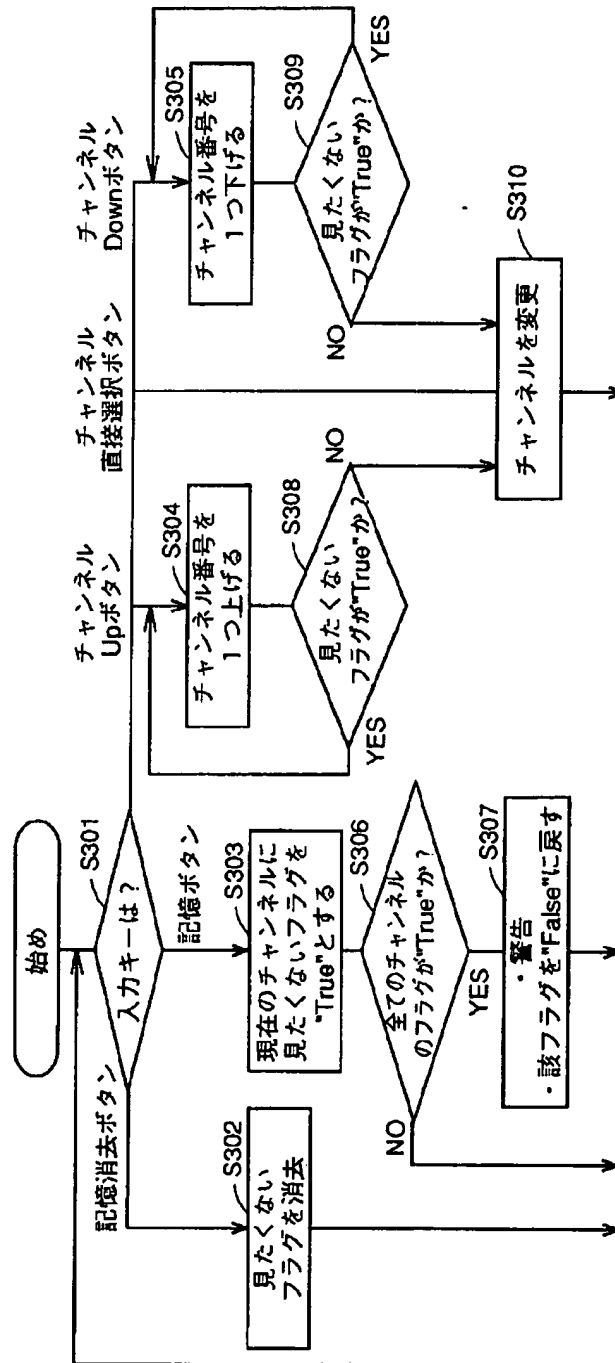 始め
S301
入力キーは？
記憶消去ボタン
記憶ボタン
チャンネル
Upボタン
チャンネル
直接選択ボタン
チャンネル
Downボタン
S302
見たくない
フラグを消去
S303
現在のチャンネルに
見たくないフラグを
"True"とする
S304
チャンネル番号を
1つ上げる
S305
チャンネル番号を
1つ下げる
S306
全てのチャンネル
のフラグが"True"か？
NO
YES
S307
・警告
・該フラグを"False"に戻す
S308
見たくない
フラグが"True"か？
YES
NO
S309
見たくない
フラグが"True"か？
NO
YES
S310
チャンネルを変更